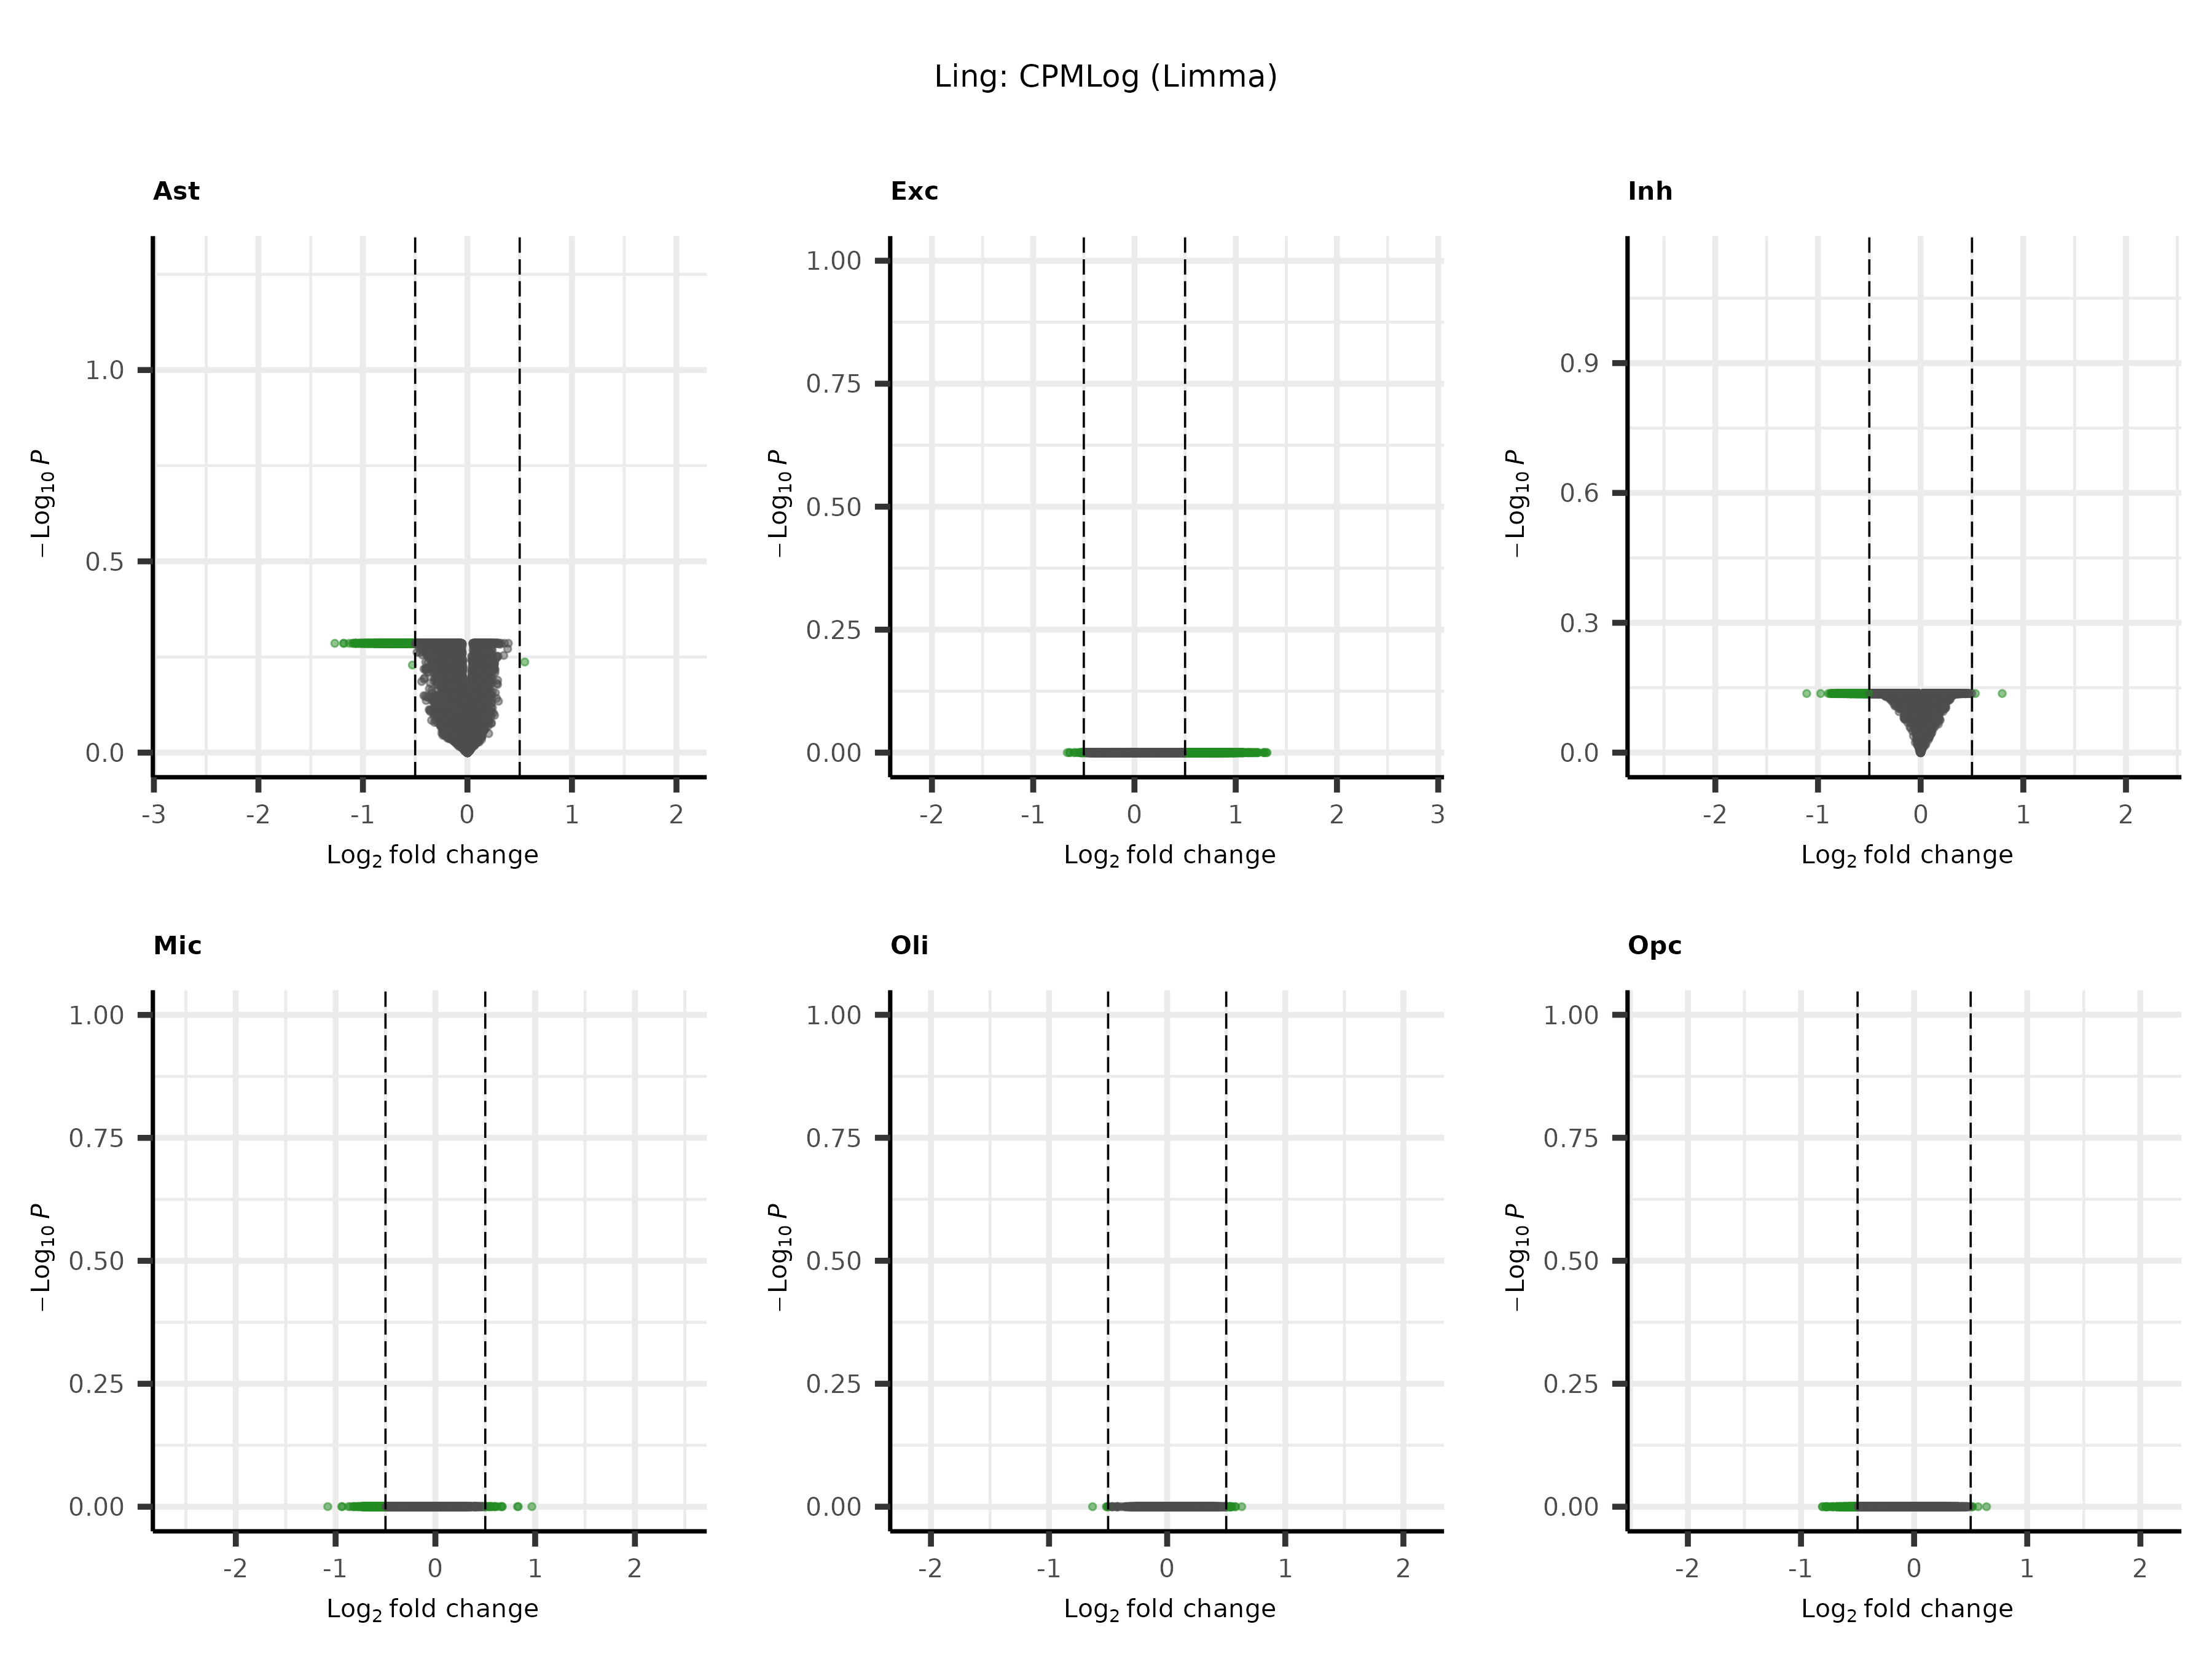 Ling: CPMLog (Limma)
Ast
Exc
Inh
1.0
0.5
0.0
−Log₁₀ P
-3 -2 -1 0 1 2
Log₂ fold change
1.00
0.75
0.50
0.25
0.00
−Log₁₀ P
-2 -1 0 1 2 3
Log₂ fold change
0.9
0.6
0.3
0.0
−Log₁₀ P
-2 -1 0 1 2
Log₂ fold change
Mic
Oli
Opc
1.00
0.75
0.50
0.25
0.00
−Log₁₀ P
-2 -1 0 1 2
Log₂ fold change
1.00
0.75
0.50
0.25
0.00
−Log₁₀ P
-2 -1 0 1 2
Log₂ fold change
1.00
0.75
0.50
0.25
0.00
−Log₁₀ P
-2 -1 0 1 2
Log₂ fold change